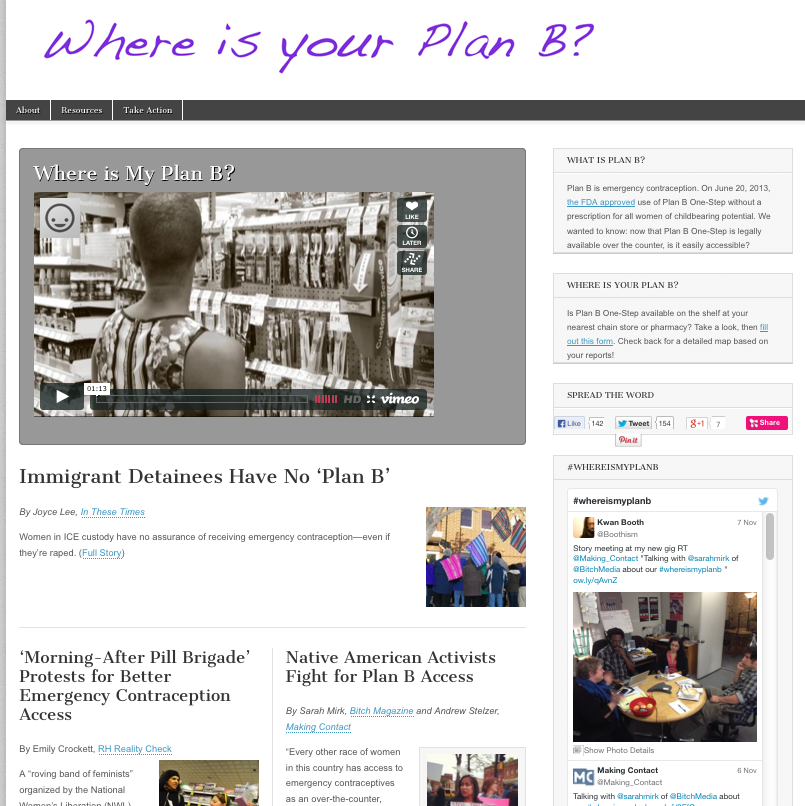 Where is your Plan B?
About
Resources
Take Action
Where is My Plan B?
LIKE
LATER
SHARE
Customer Service
01:13
HD
vimeo
Immigrant Detainees Have No ‘Plan B’
By Joyce Lee, In These Times
Women in ICE custody have no assurance of receiving emergency contraception—even if
they’re raped. (Full Story)
‘Morning-After Pill Brigade’
Protests for Better
Emergency Contraception
Access
By Emily Crockett, RH Reality Check
A “roving band of feminists”
organized by the National
Women’s Liberation (NWL)
Native American Activists
Fight for Plan B Access
By Sarah Mirk, Bitch Magazine and Andrew Stelzer,
Making Contact
“Every other race of women
in this country has access to
emergency contraceptives
as an over-the-counter,
WHAT IS PLAN B?
Plan B is emergency contraception. On June 20, 2013,
the FDA approved use of Plan B One-Step without a
prescription for all women of childbearing potential. We
wanted to know: now that Plan B One-Step is legally
available over the counter, is it easily accessible?
WHERE IS YOUR PLAN B?
Is Plan B One-Step available on the shelf at your
nearest chain store or pharmacy? Take a look, then fill
out this form. Check back for a detailed map based on
your reports!
SPREAD THE WORD
Like 142
Tweet 154
g+1 7
Share
Pin it
#WHEREISMYPLANB
#whereismyplanb
Kwan Booth 7 Nov
@Boothism
Story meeting at my new gig RT
@Making_Contact "Talking with @sarahmirk of
@BitchMedia about our #whereismyplanb "
ow.ly/qAvnZ
Show Photo Details
MC
Making Contact 6 Nov
@Making_Contact
Talking with @sarahmirk of @BitchMedia about